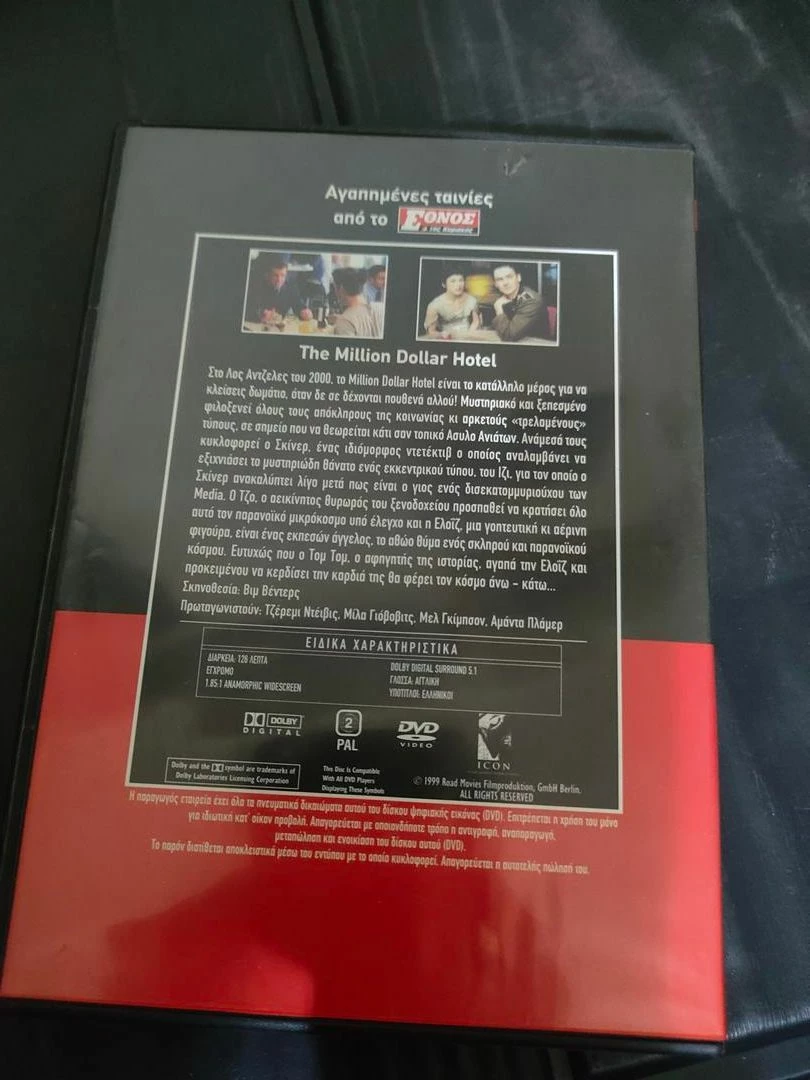 Αγαπημένες ταινίες
από το ΕΘΝΟΣ
της Κυριακής
The Million Dollar Hotel
Στο Λος Αντζελες του 2000, το Million Dollar Hotel είναι το κατάλληλο μέρος για να
κλείσεις δωμάτιο, όταν δε σε δέχονται πουθενά αλλού! Μυστηριακό και ξεπεσμένο
φιλοξενεί όλους τους απόκληρους της κοινωνίας κι αρκετούς «τρελαμένους»
τύπους, σε σημείο που να θεωρείται κάτι σαν τοπικό Ασυλο Ανιάτων. Ανάμεσά τους
κυκλοφορεί ο Σκίνερ, ένας ιδιόμορφος ντετέκτιβ ο οποίος αναλαμβάνει να
εξιχνιάσει το μυστηριώδη θάνατο ενός εκκεντρικού τύπου, του Ιζι, για τον οποίο ο
Σκίνερ ανακαλύπτει λίγο μετά πως είναι ο γιος ενός δισεκατομμυριούχου των
Media. Ο Τζο, ο αεικίνητος θυρωρός του ξενοδοχείου προσπαθεί να κρατήσει όλο
αυτό τον παρανοϊκό μικρόκοσμο υπό έλεγχο και η Ελοΐζ, μια γοητευτική κι αέρινη
φιγούρα, είναι ένας εκπεσών άγγελος, το αθώο θύμα ενός σκληρού και παρανοϊκού
κόσμου. Ευτυχώς που ο Τομ Τομ, ο αφηγητής της ιστορίας, αγαπά την Ελοΐζ και
προκειμένου να κερδίσει την καρδιά της θα φέρει τον κόσμο άνω - κάτω...
Σκηνοθεσία: Βιμ Βέντερς
Πρωταγωνιστούν: Τζέρεμι Ντέιβις, Μίλα Γιόβοβιτς, Μελ Γκίμπσον, Αμάντα Πλάμερ
ΕΙΔΙΚΑ ΧΑΡΑΚΤΗΡΙΣΤΙΚΑ
ΔΙΑΡΚΕΙΑ: 126 ΛΕΠΤΑ
ΕΓΧΡΩΜΟ
1.85:1 ANAMORPHIC WIDESCREEN
DOLBY DIGITAL SURROUND 5.1
ΓΛΩΣΣΑ: ΑΓΓΛΙΚΗ
ΥΠΟΤΙΤΛΟΙ: ΕΛΛΗΝΙΚΟΙ
DOLBY
DIGITAL
2
PAL
DVD
VIDEO
ICON
Dolby and the symbol are trademarks of
Dolby Laboratories Licensing Corporation
This Disc Is Compatible
With All DVD Players
Displaying These Symbols
© 1999 Road Movies Filmproduktion, GmbH Berlin.
ALL RIGHTS RESERVED
Η παραγωγός εταιρεία έχει όλα τα πνευματικά δικαιώματα αυτού του δίσκου ψηφιακής εικόνας (DVD). Επιτρέπεται η χρήση του μόνο
για ιδιωτική κατ' οίκον προβολή. Απαγορεύεται με οποιονδήποτε τρόπο η αντιγραφή, αναπαραγωγή,
μεταπώληση και ενοικίαση του δίσκου αυτού (DVD).
Το παρόν διατίθεται αποκλειστικά μέσω του εντύπου με το οποίο κυκλοφορεί. Απαγορεύεται η αυτοτελής πώλησή του.